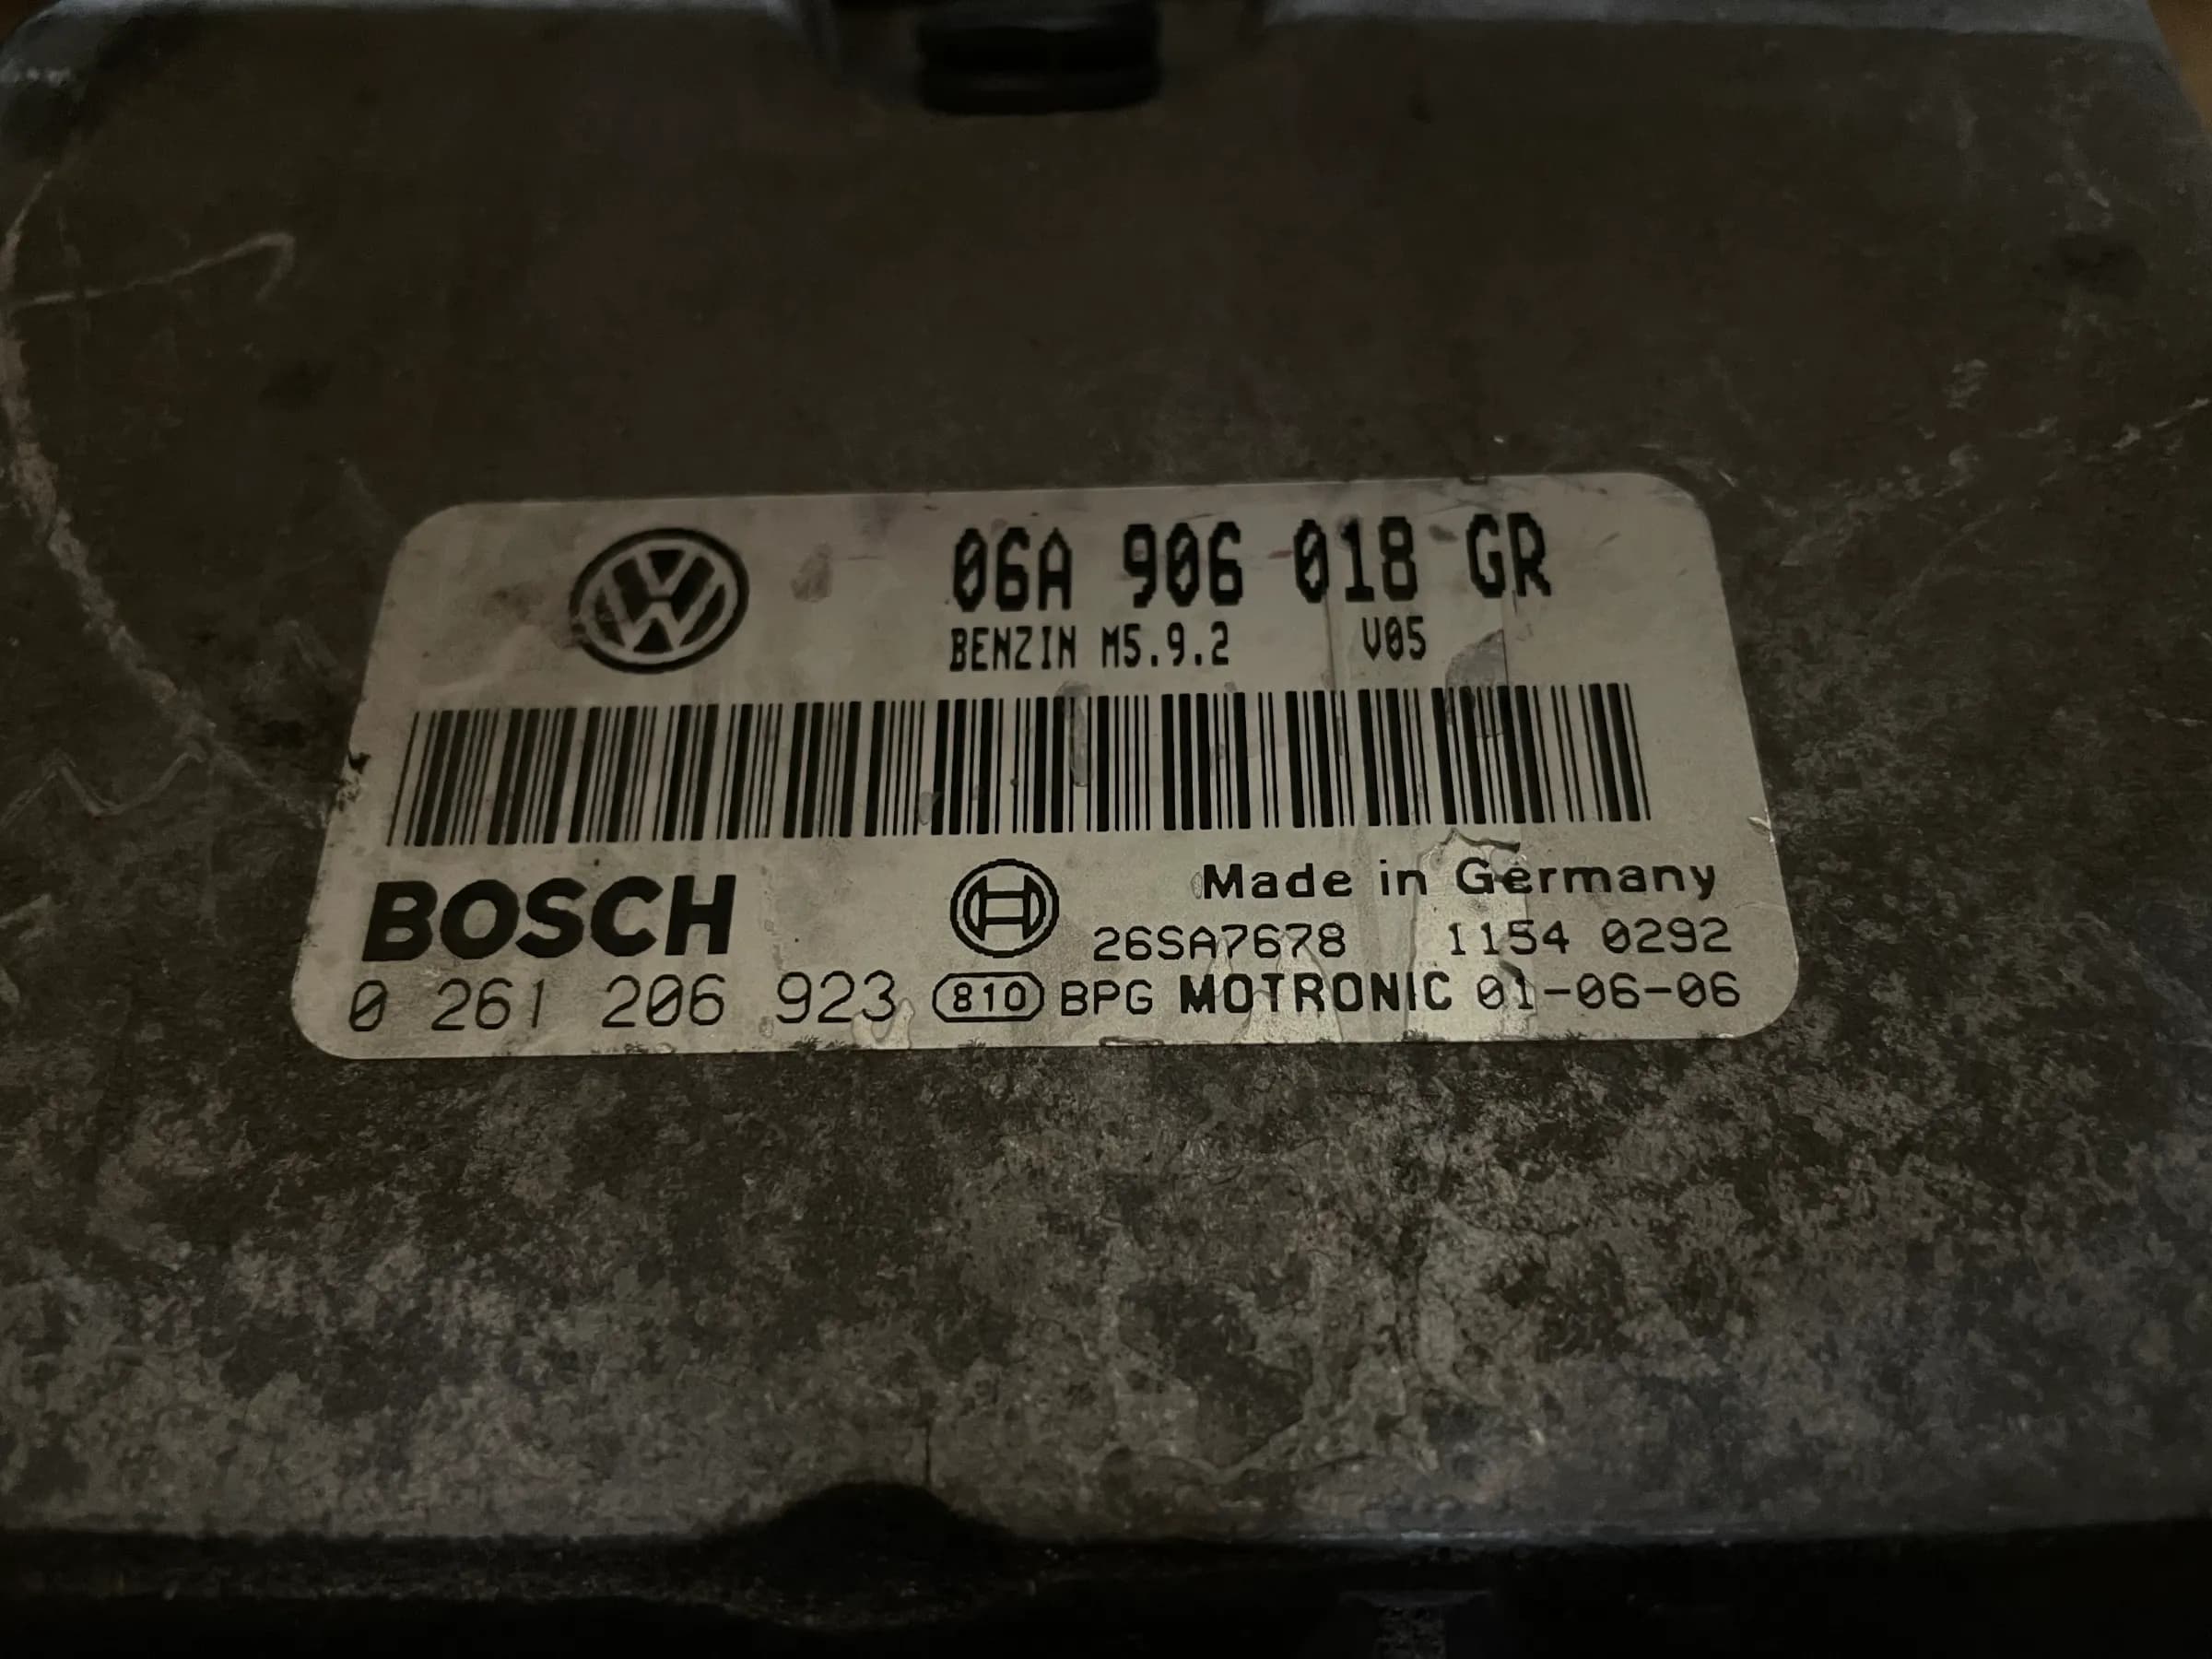 06A 906 018 GR
BENZIN M5.9.2 V05
BOSCH
Made in Germany
26SA7678 1154 0292
0 261 206 923 810 BPG MOTRONIC 01-06-06